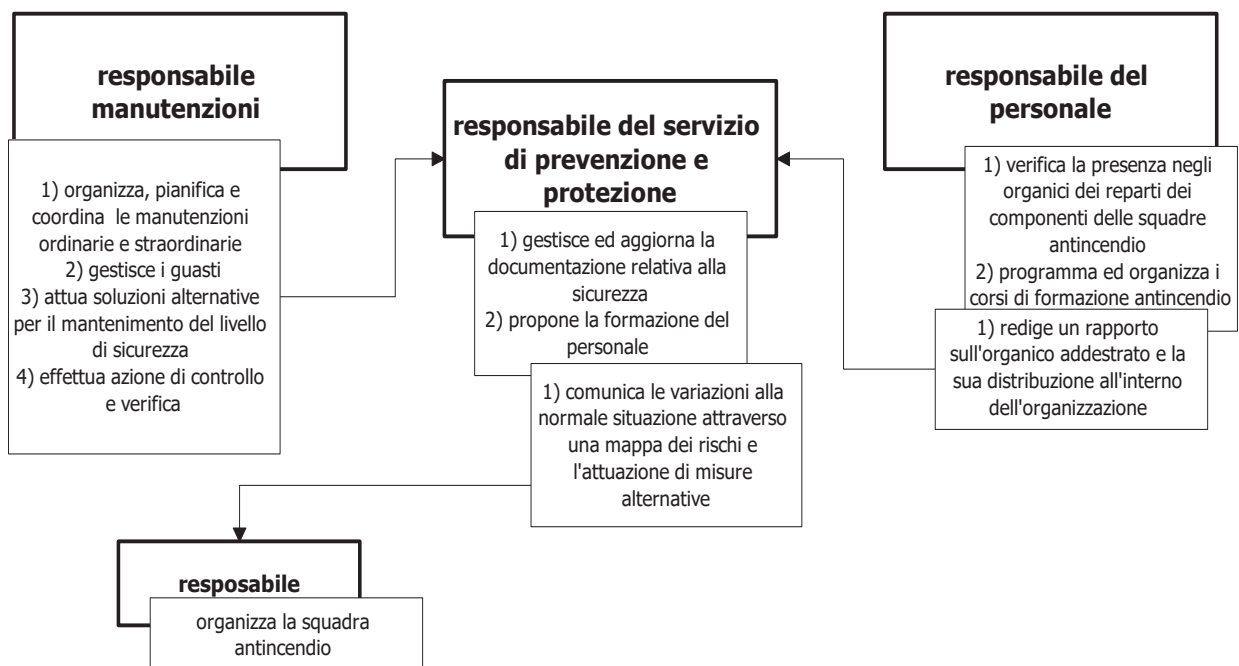 responsabile
manutenzioni
1) organizza, pianifica e
coordina le manutenzioni
ordinarie e straordinarie
2) gestisce i guasti
3) attua soluzioni alternative
per il mantenimento del livello
di sicurezza
4) effettua azione di controllo
e verifica
responsabile del servizio
di prevenzione e
protezione
1) gestisce ed aggiorna la
documentazione relativa alla
sicurezza
2) propone la formazione del
personale
1) comunica le variazioni alla
normale situazione attraverso
una mappa dei rischi e
l'attuazione di misure
alternative
responsabile del
personale
1) verifica la presenza negli
organici dei reparti dei
componenti delle squadre
antincendio
2) programma ed organizza i
corsi di formazione antincendio
1) redige un rapporto
sull'organico addestrato e la
sua distribuzione all'interno
dell'organizzazione
resposabile
organizza la squadra
antincendio